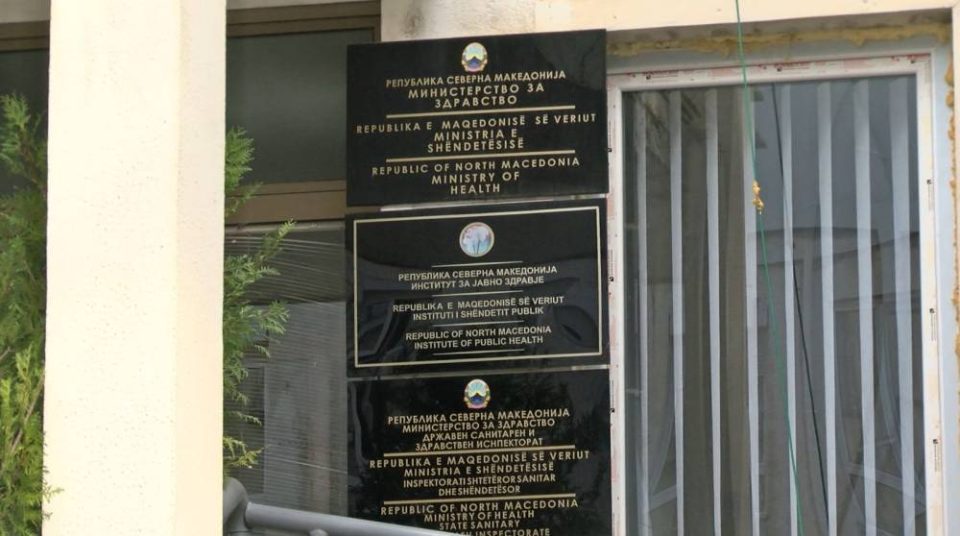 РЕПУБЛИКА СЕВЕРНА МАКЕДОНИЈА
МИНИСТЕРСТВО ЗА
ЗДРАВСТВО
REPUBLIKA E MAQEDONISË SË VERIUT
MINISTRIA E
SHËNDETËSISË
REPUBLIC OF NORTH MACEDONIA
MINISTRY OF
HEALTH
РЕПУБЛИКА СЕВЕРНА МАКЕДОНИЈА
ИНСТИТУТ ЗА ЈАВНО ЗДРАВЈЕ
REPUBLIKA E MAQEDONISË SË VERIUT
INSTITUTI I SHËNDETIT PUBLIK
REPUBLIC OF NORTH MACEDONIA
INSTITUTE OF PUBLIC HEALTH
РЕПУБЛИКА СЕВЕРНА МАКЕДОНИЈА
МИНИСТЕРСТВО ЗА ЗДРАВСТВО
ДРЖАВЕН САНИТАРЕН И
ЗДРАВСТВЕН ИСНПЕКТОРАТ
REPUBLIKA E MAQEDONISË SË VERIUT
MINISTRIA E SHËNDETËSISË
INSPEKTORATI SHTETËROR SANITAR
DHE SHËNDETËSOR
REPUBLIC OF NORTH MACEDONIA
MINISTRY OF HEALTH
STATE SANITARY
INSPECTORATE